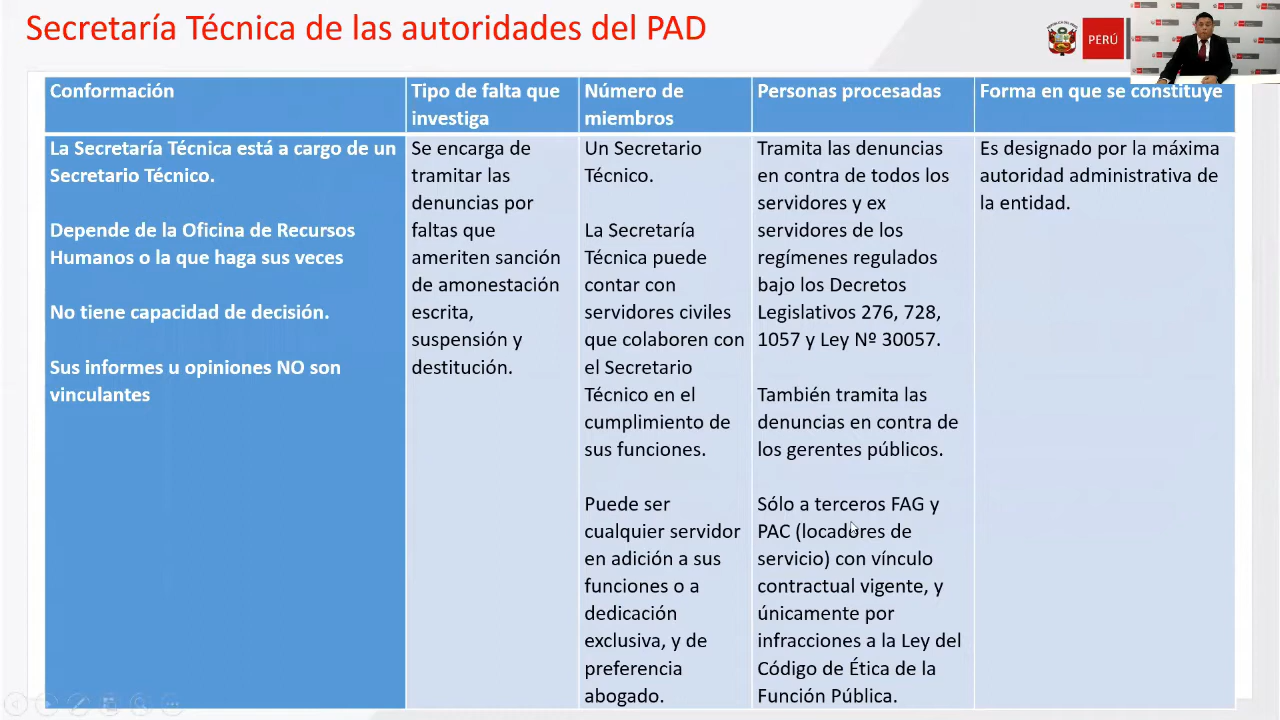 Secretaría Técnica de las autoridades del PAD
PERÚ
Conformación
Tipo de falta que
investiga
Número de
miembros
Personas procesadas
Forma en que se constituye
La Secretaría Técnica está a cargo de un
Secretario Técnico.
Depende de la Oficina de Recursos
Humanos o la que haga sus veces
No tiene capacidad de decisión.
Sus informes u opiniones NO son
vinculantes
Se encarga de
tramitar las
denuncias por
faltas que
ameriten sanción
de amonestación
escrita,
suspensión y
destitución.
Un Secretario
Técnico.
La Secretaría
Técnica puede
contar con
servidores civiles
que colaboren con
el Secretario
Técnico en el
cumplimiento de
sus funciones.
Puede ser
cualquier servidor
en adición a sus
funciones o a
dedicación
exclusiva, y de
preferencia
abogado.
Tramita las denuncias
en contra de todos los
servidores y ex
servidores de los
regímenes regulados
bajo los Decretos
Legislativos 276, 728,
1057 y Ley Nº 30057.
También tramita las
denuncias en contra de
los gerentes públicos.
Sólo a terceros FAG y
PAC (locadores de
servicio) con vínculo
contractual vigente, y
únicamente por
infracciones a la Ley del
Código de Ética de la
Función Pública.
Es designado por la máxima
autoridad administrativa de
la entidad.